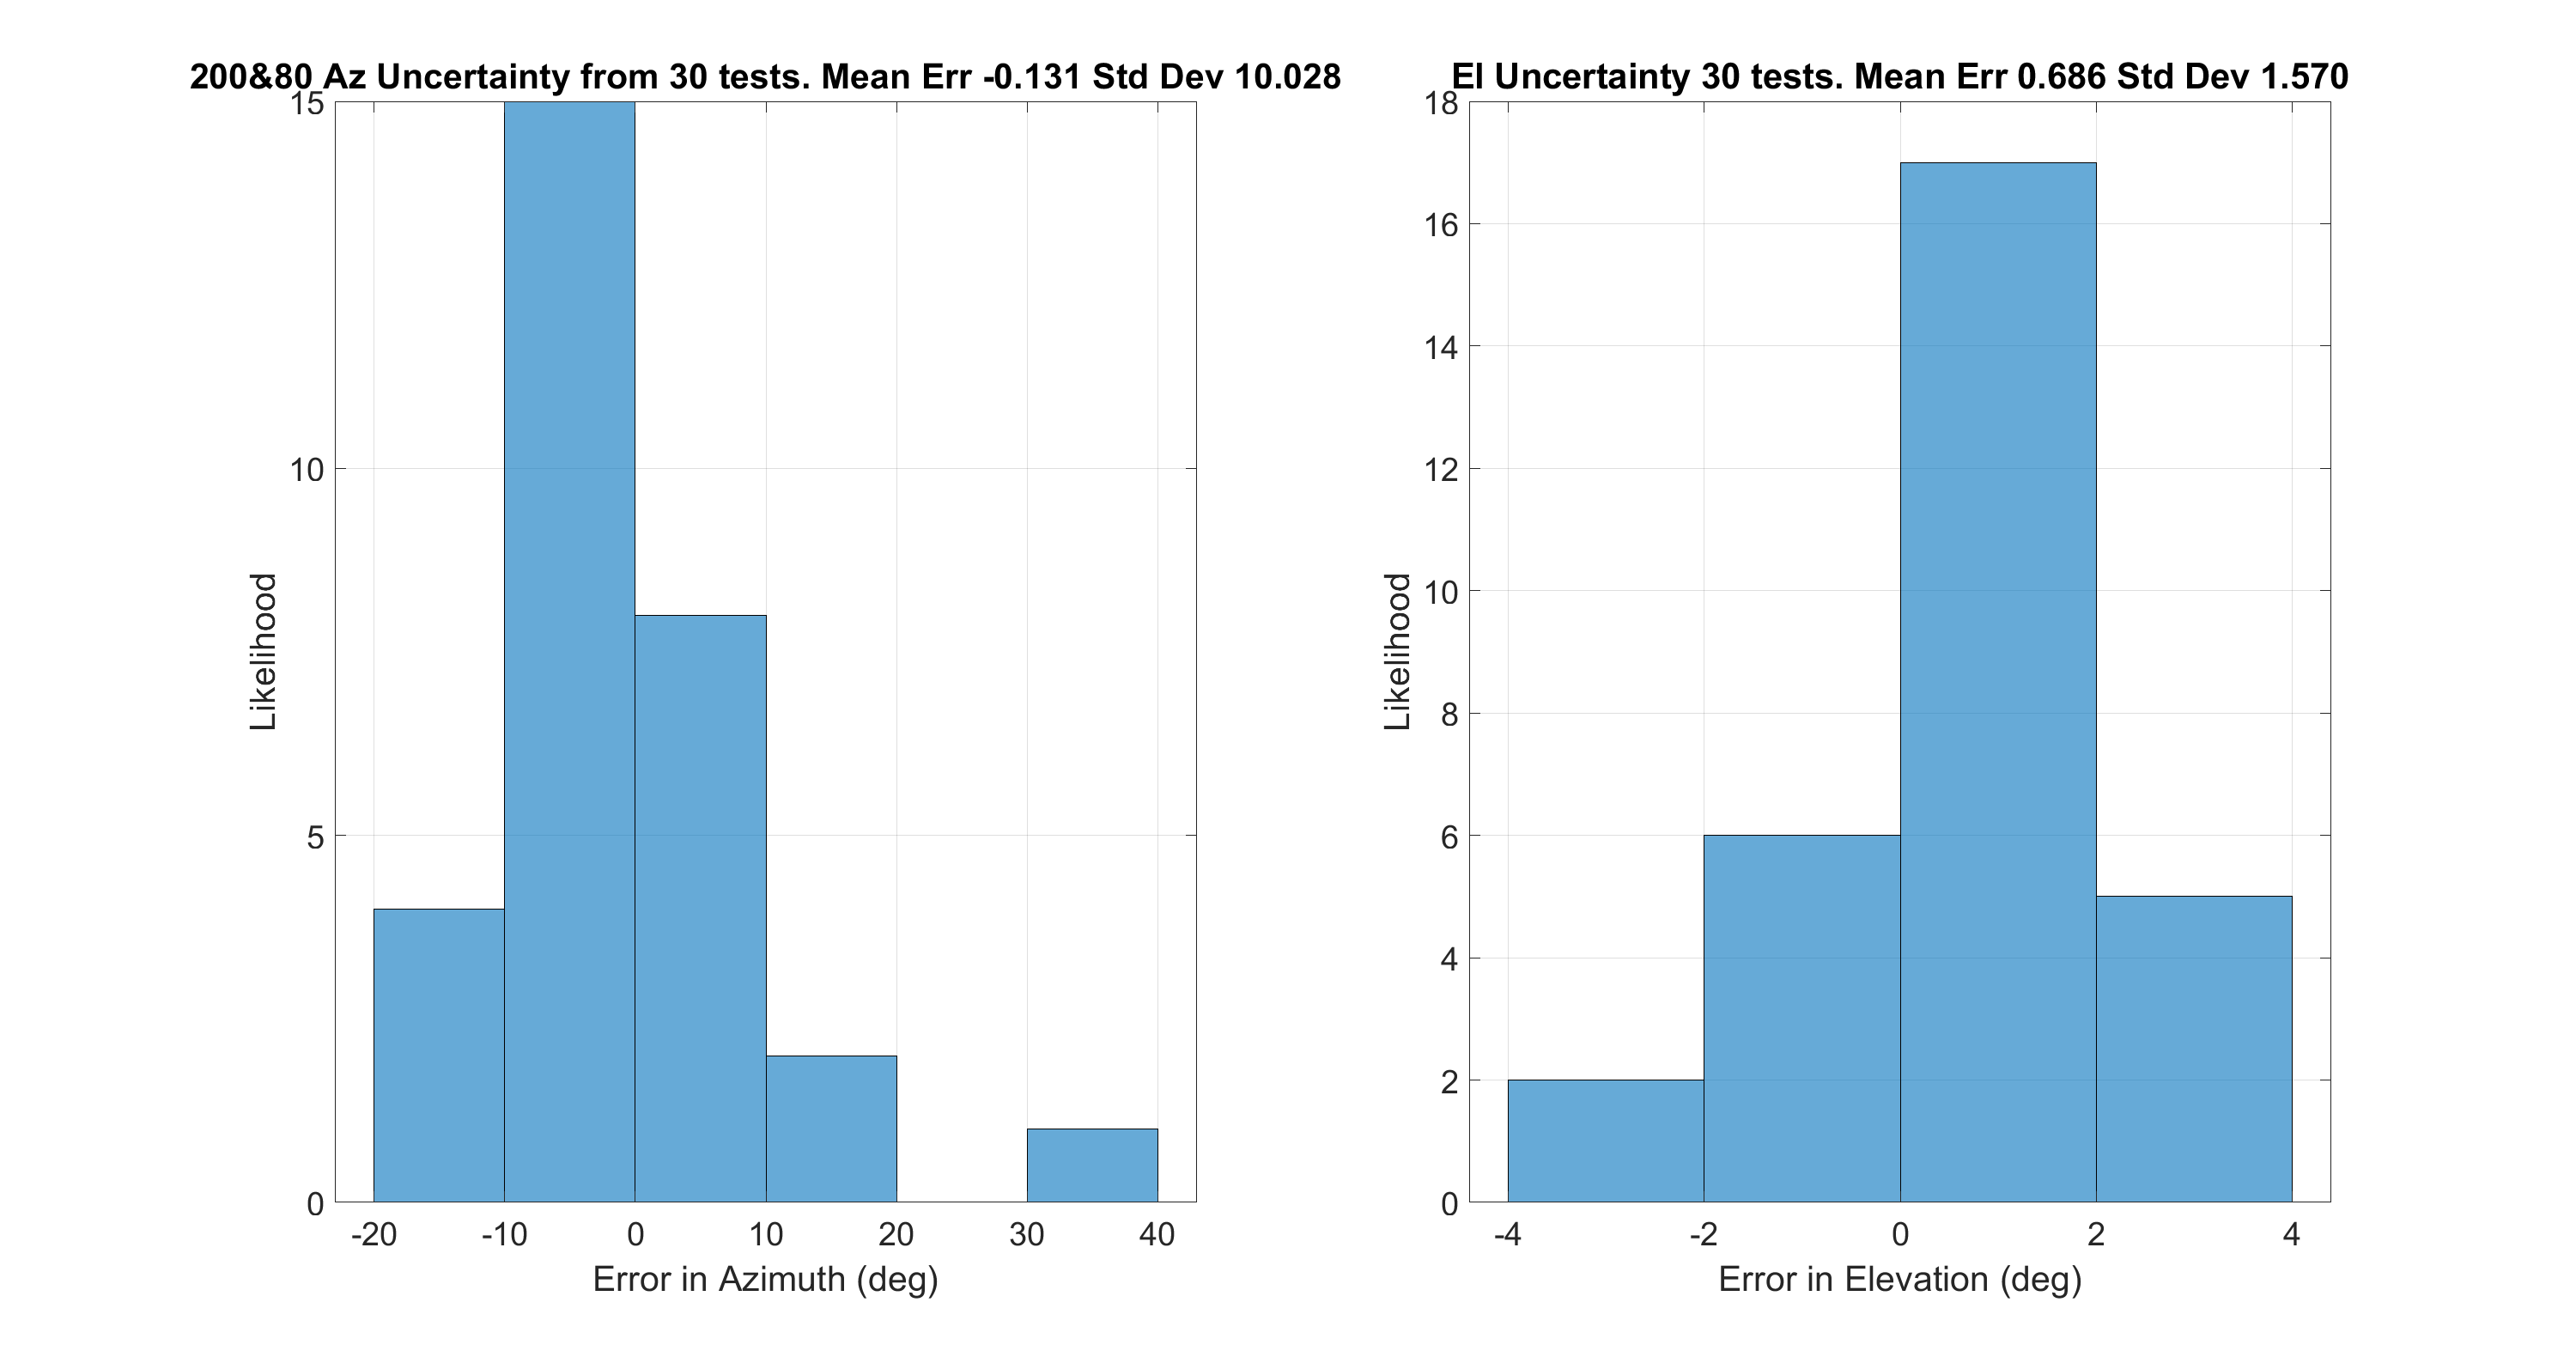 200&80 Az Uncertainty from 30 tests. Mean Err -0.131 Std Dev 10.028
15
10
5
0
Likelihood
-20 -10 0 10 20 30 40
Error in Azimuth (deg)
El Uncertainty 30 tests. Mean Err 0.686 Std Dev 1.570
18
16
14
12
10
8
6
4
2
0
Likelihood
-4 -2 0 2 4
Error in Elevation (deg)